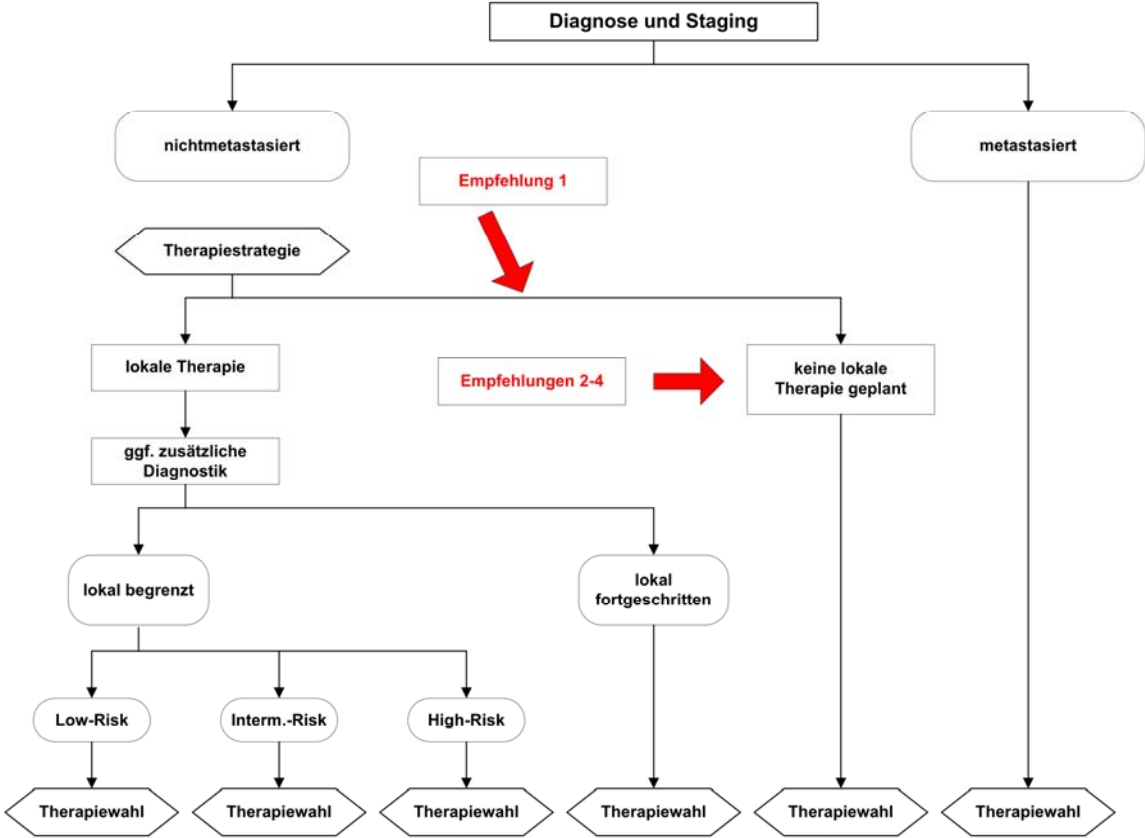 Diagnose und Staging
nichtmetastasiert
metastasiert
Empfehlung 1
Therapiestrategie
lokale Therapie
Empfehlungen 2-4
keine lokale
Therapie geplant
ggf. zusätzliche
Diagnostik
lokal begrenzt
lokal
fortgeschritten
Low-Risk
Interm.-Risk
High-Risk
Therapiewahl
Therapiewahl
Therapiewahl
Therapiewahl
Therapiewahl
Therapiewahl